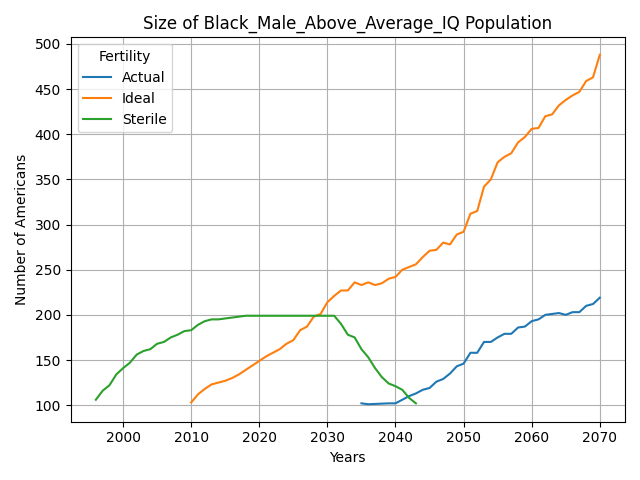 Size of Black_Male_Above_Average_IQ Population
Fertility
Actual
Ideal
Sterile
Number of Americans
500
450
400
350
300
250
200
150
100
2000
2010
2020
2030
2040
2050
2060
2070
Years